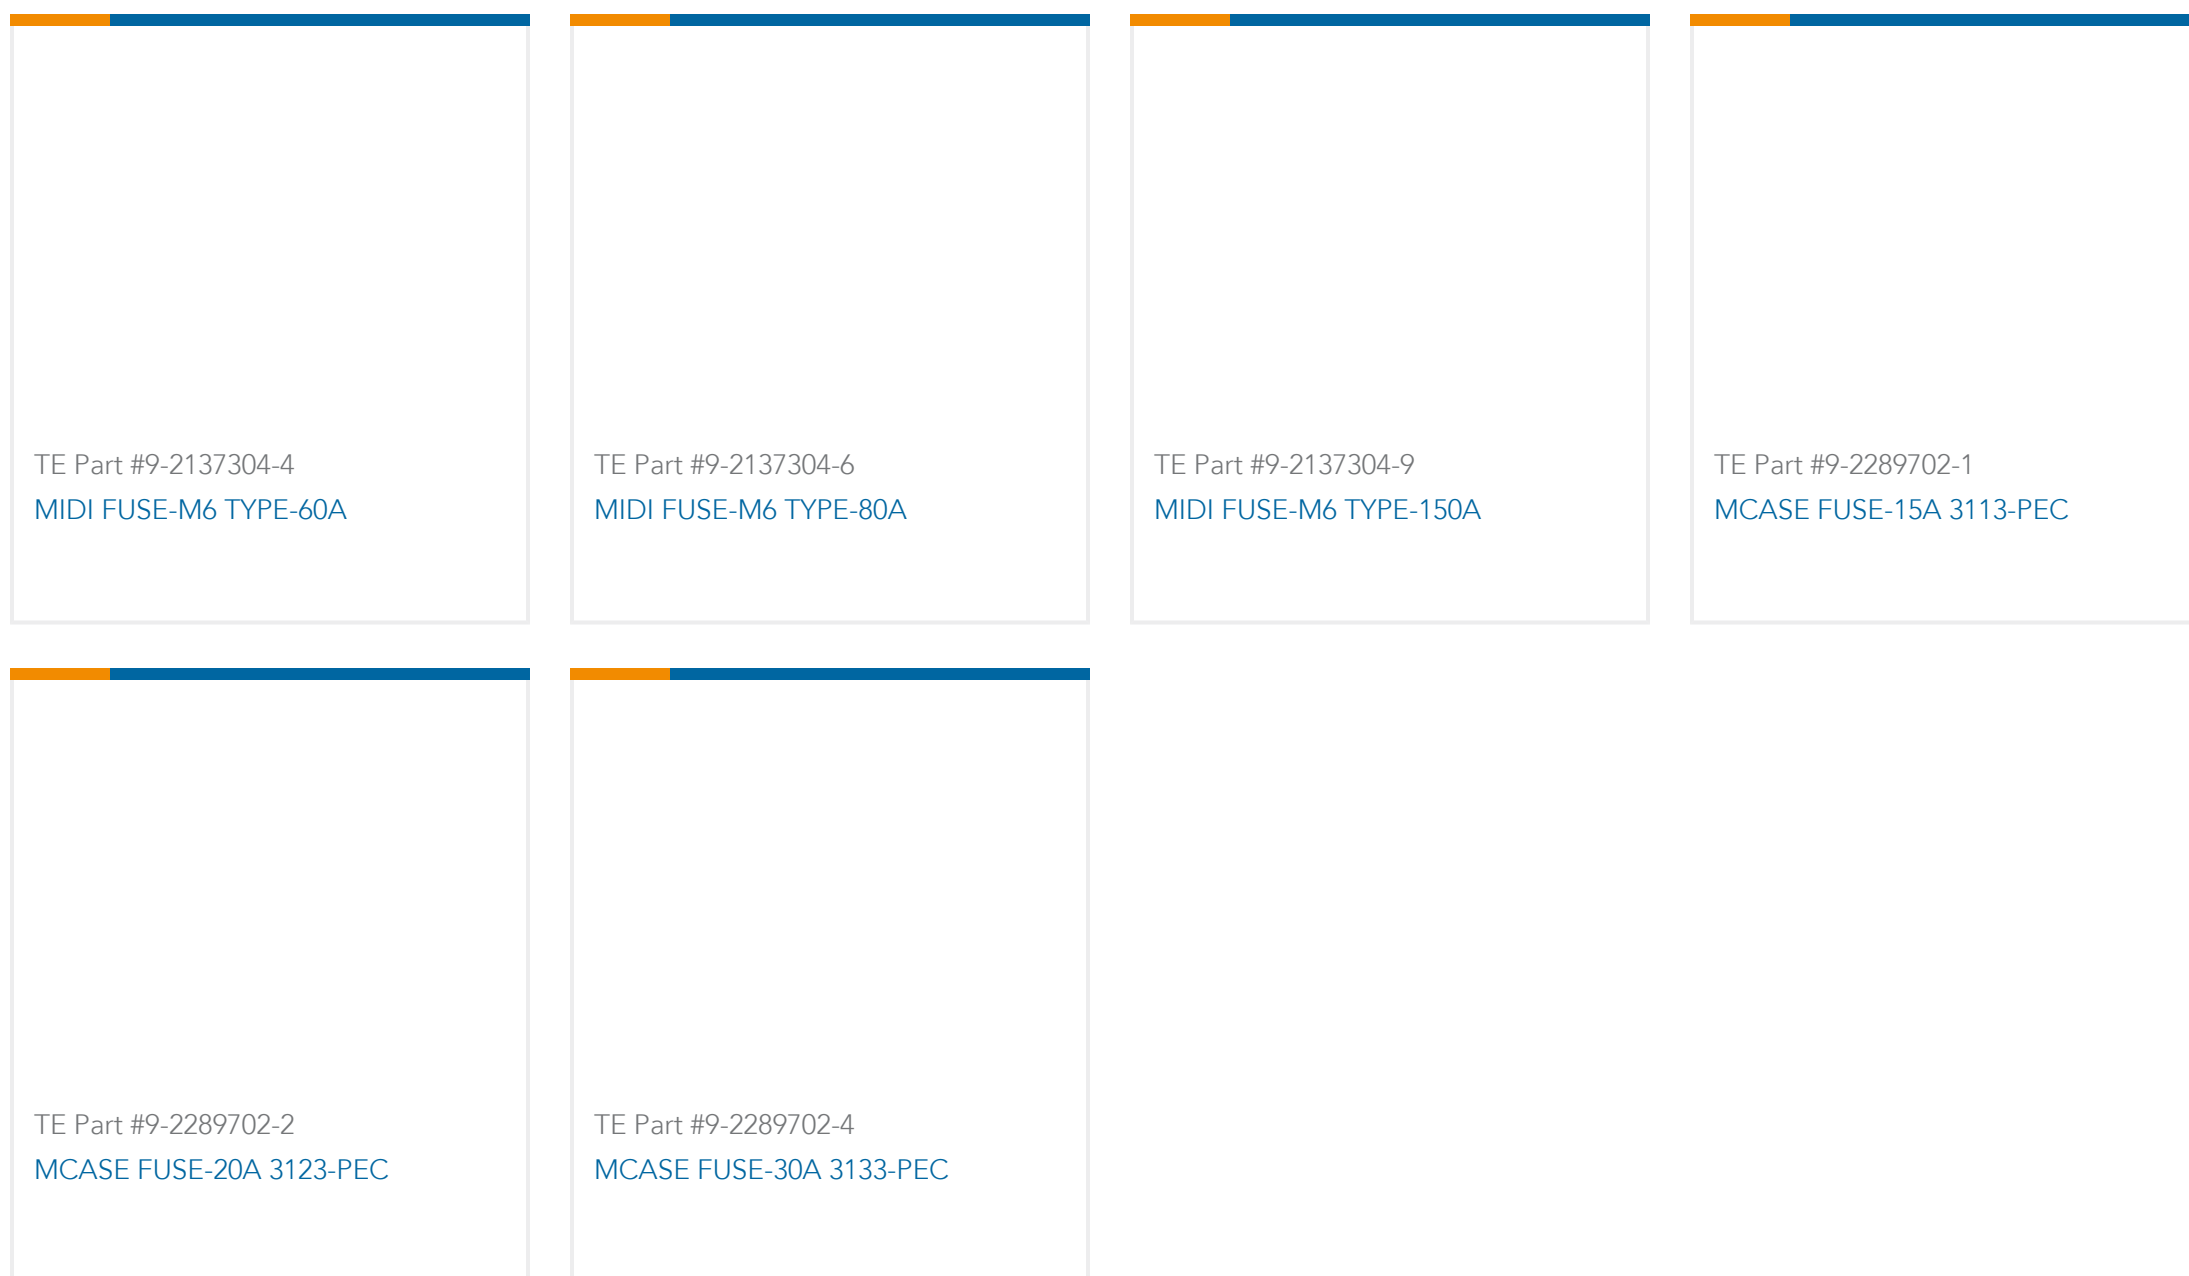 TE Part #9-2137304-4
MIDI FUSE-M6 TYPE-60A
TE Part #9-2137304-6
MIDI FUSE-M6 TYPE-80A
TE Part #9-2137304-9
MIDI FUSE-M6 TYPE-150A
TE Part #9-2289702-1
MCASE FUSE-15A 3113-PEC
TE Part #9-2289702-2
MCASE FUSE-20A 3123-PEC
TE Part #9-2289702-4
MCASE FUSE-30A 3133-PEC